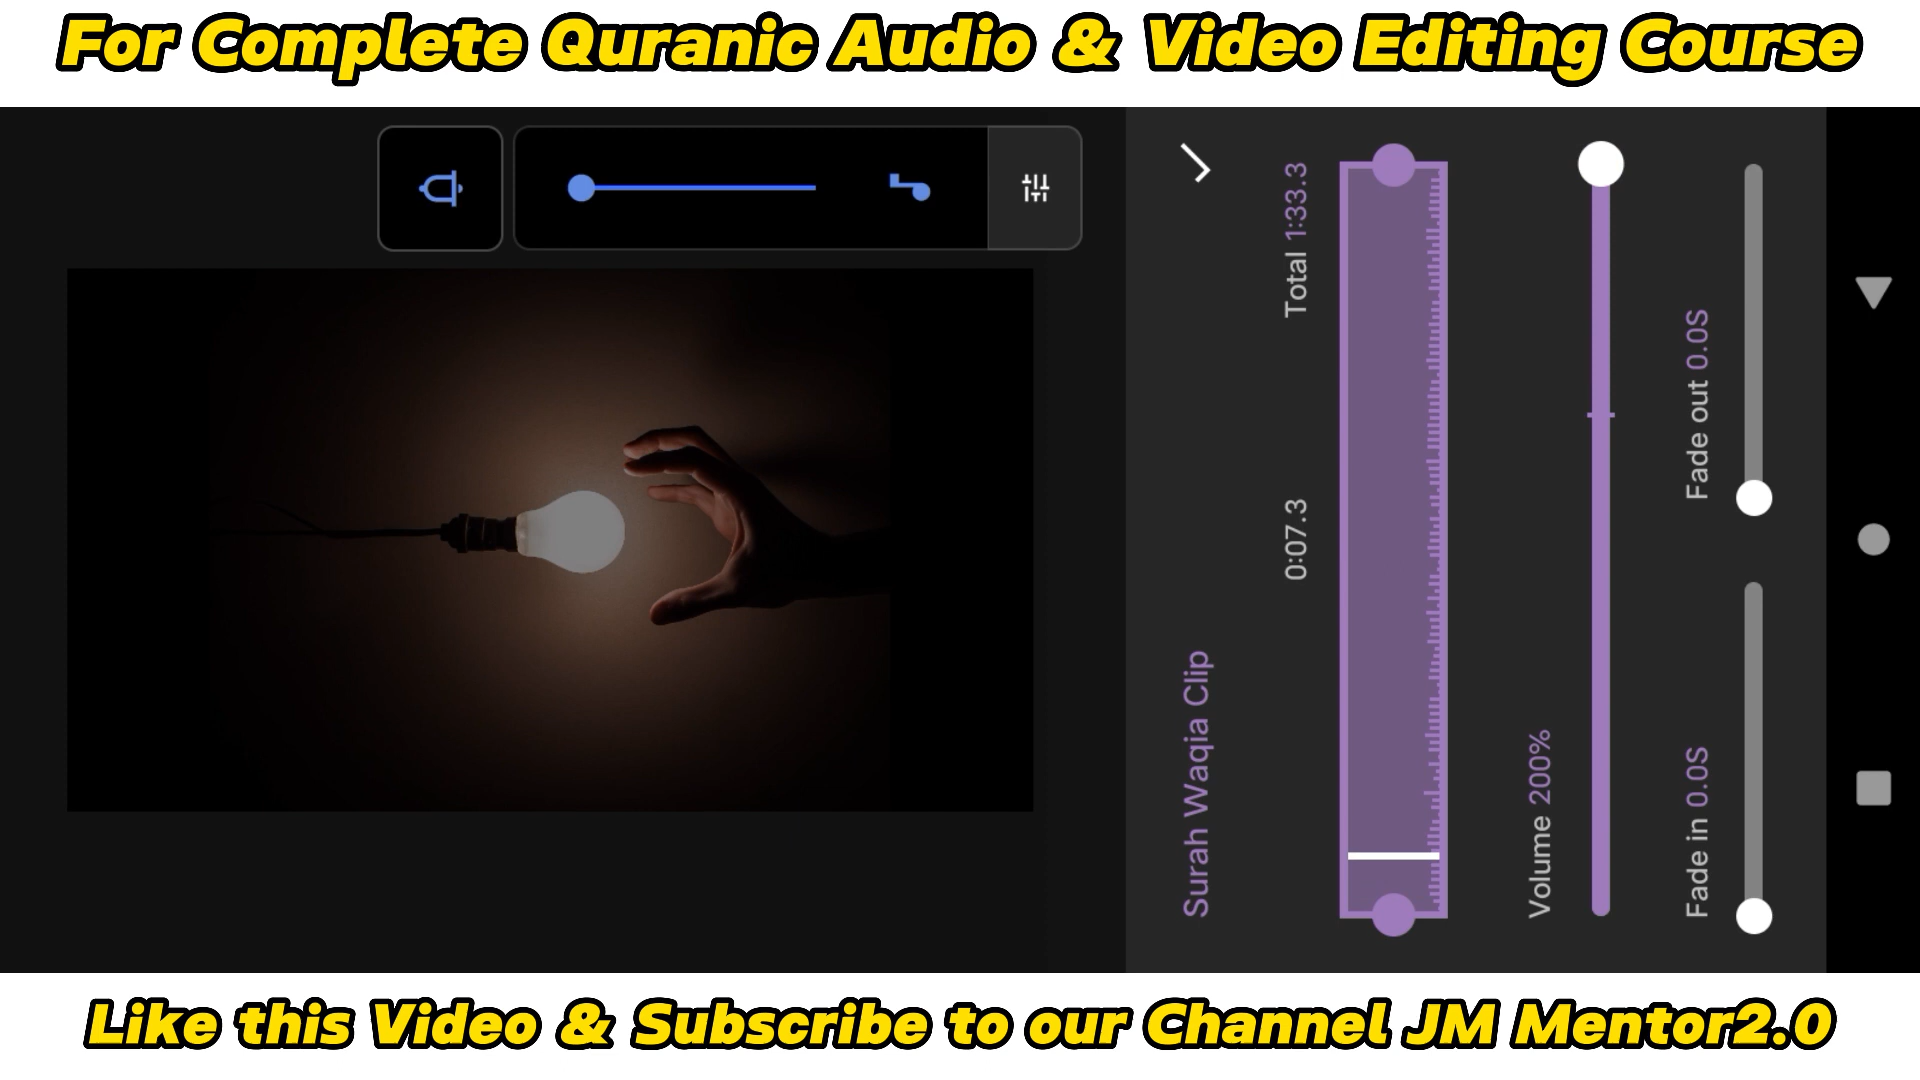 For Complete Quranic Audio & Video Editing Course
Surah Waqia Clip
0:07.3
Total 1:33.3
Volume 200%
Fade in 0.0S
Fade out 0.0S
Like this Video & Subscribe to our Channel JM Mentor2.0